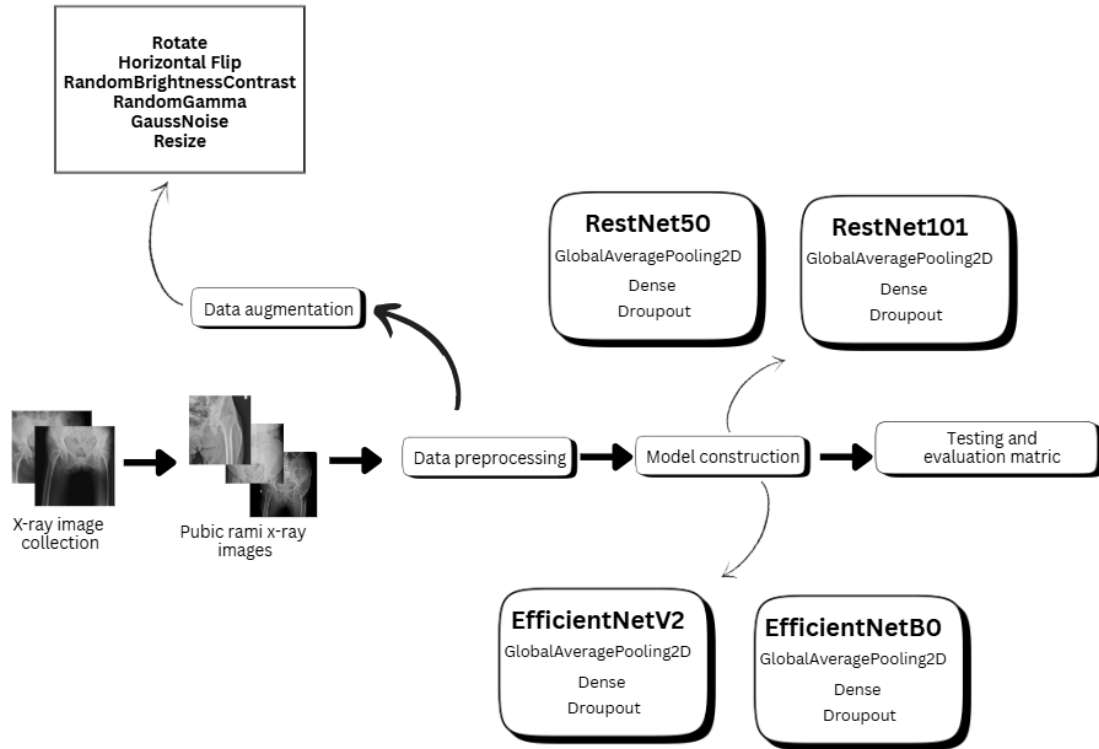 Rotate
Horizontal Flip
RandomBrightnessContrast
RandomGamma
GaussNoise
Resize
Data augmentation
RestNet50
GlobalAveragePooling2D
Dense
Droupout
RestNet101
GlobalAveragePooling2D
Dense
Droupout
X-ray image
collection
Pubic rami x-ray
images
Data preprocessing
Model construction
Testing and
evaluation matric
EfficientNetV2
GlobalAveragePooling2D
Dense
Droupout
EfficientNetB0
GlobalAveragePooling2D
Dense
Droupout